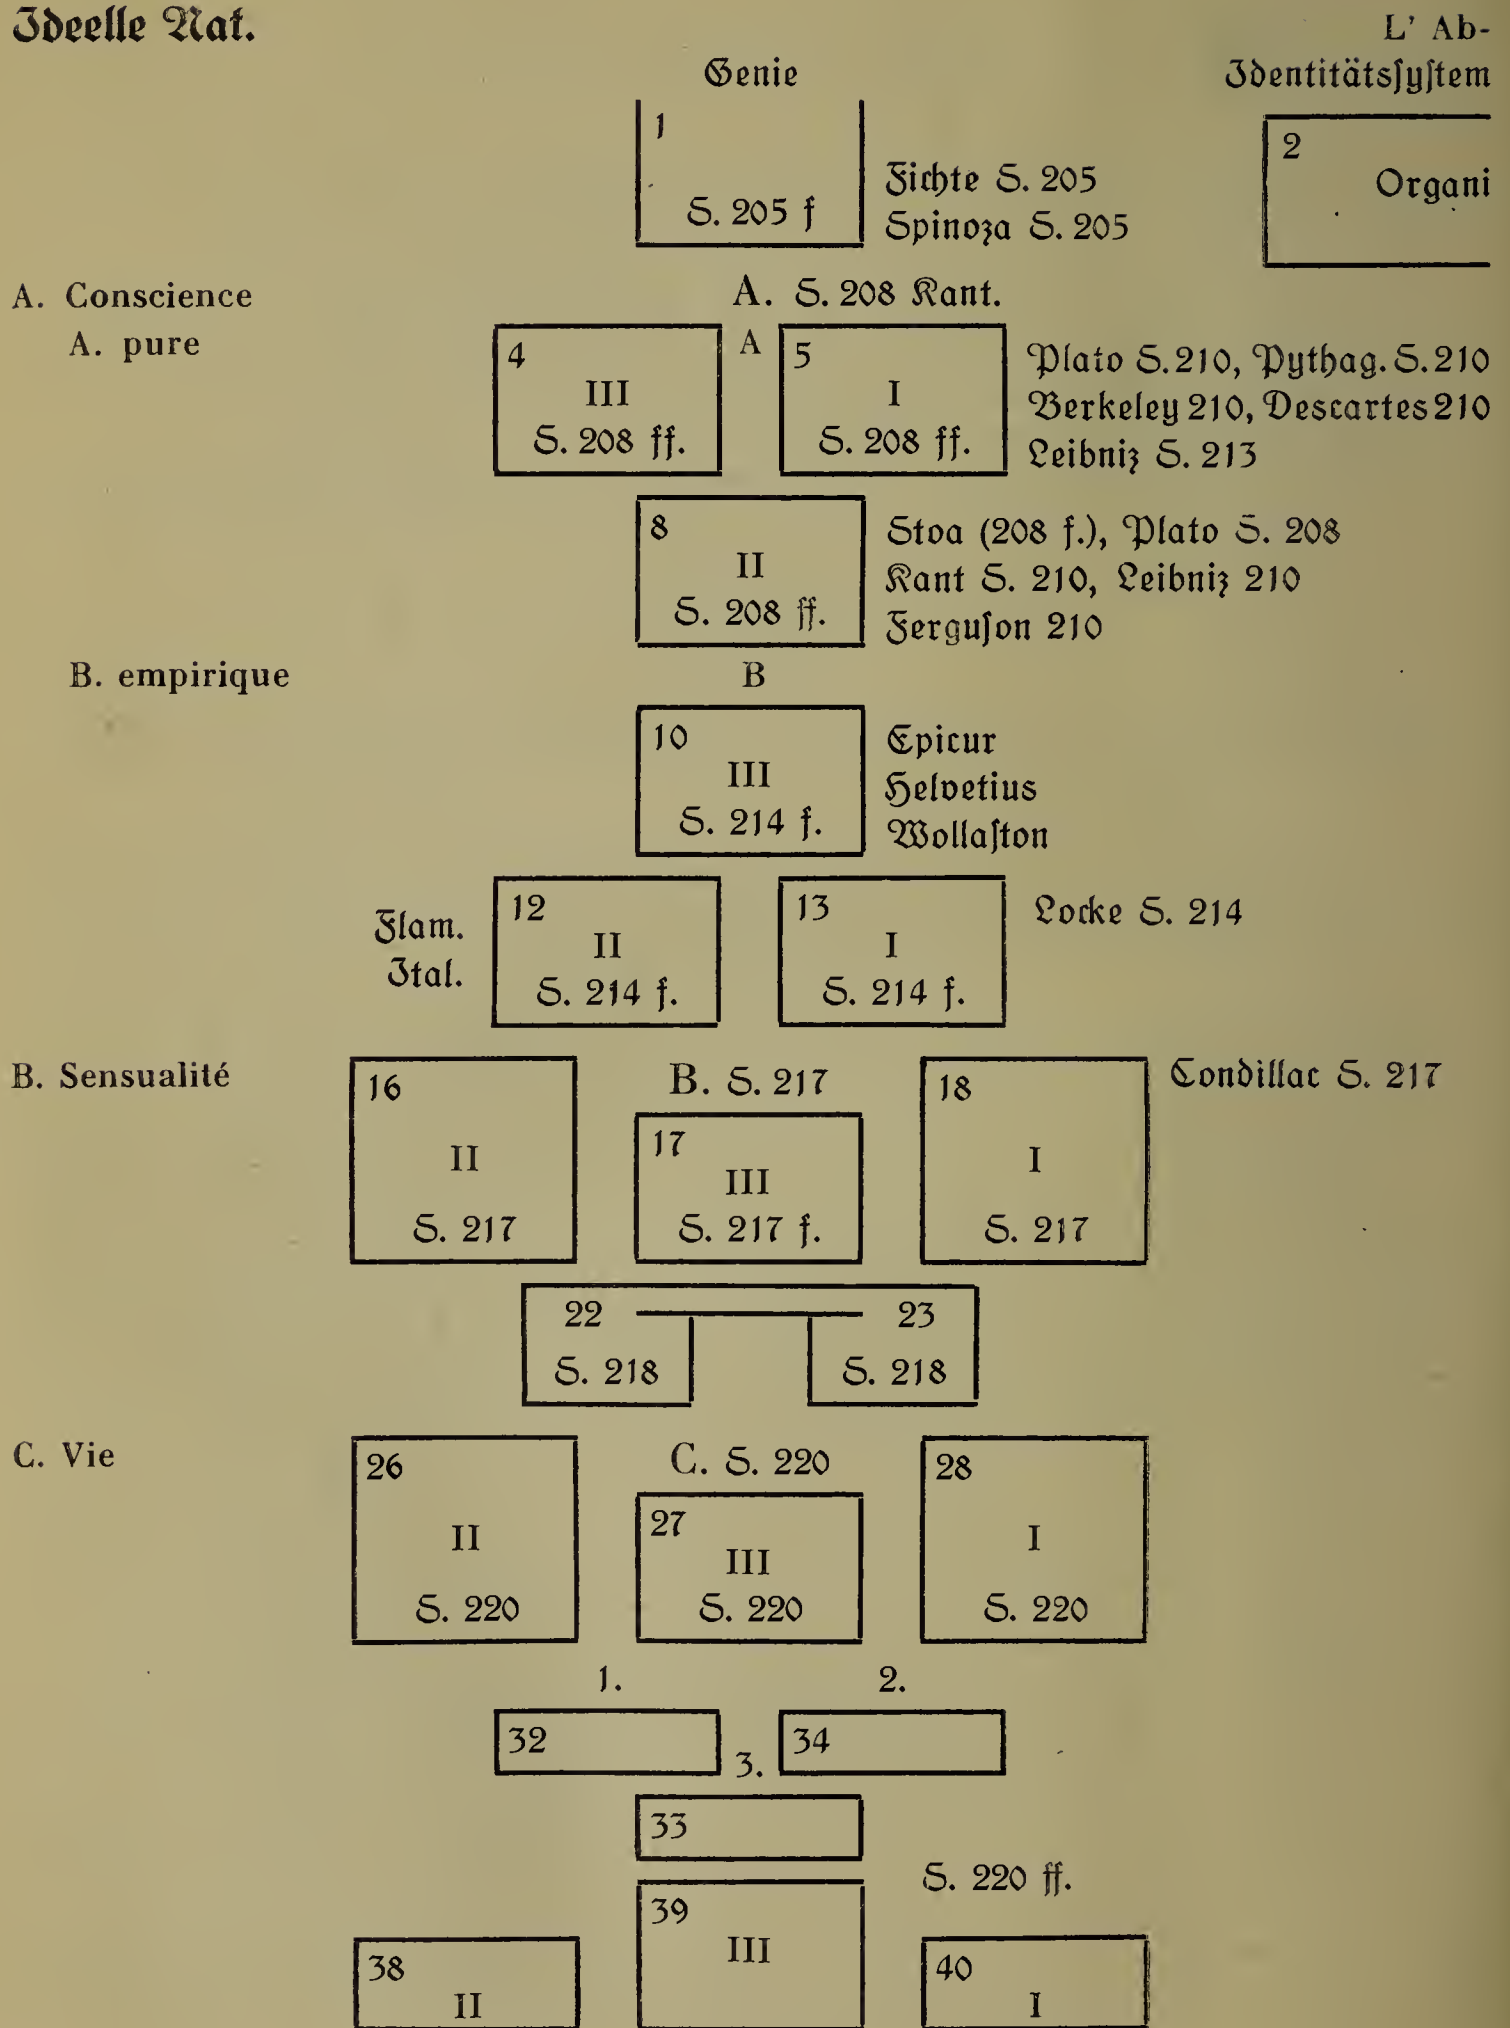 Ideelle Nat.
L' Ab-
Genie
Identitätsſyſtem
1
S. 205 f
Fichte S. 205
Spinoza S. 205
2
Organi
A. Conscience
A. S. 208 Kant.
A. pure
4
III
S. 208 ff.
A
5
I
S. 208 ff.
Plato S. 210, Pythag. S. 210
Berkeley 210, Descartes 210
Leibniz S. 213
8
II
S. 208 ff.
Stoa (208 f.), Plato S. 208
Kant S. 210, Leibniz 210
Ferguſon 210
B. empirique
B
10
III
S. 214 f.
Epicur
Helvetius
Wollaſton
Flam.
Ital.
12
II
S. 214 f.
13
I
S. 214 f.
Locke S. 214
B. Sensualité
16
II
S. 217
B. S. 217
17
III
S. 217 f.
18
I
S. 217
Condillac S. 217
22
S. 218
23
S. 218
C. Vie
26
II
S. 220
C. S. 220
27
III
S. 220
28
I
S. 220
1.
2.
32
3.
34
33
S. 220 ff.
39
III
38
II
40
I